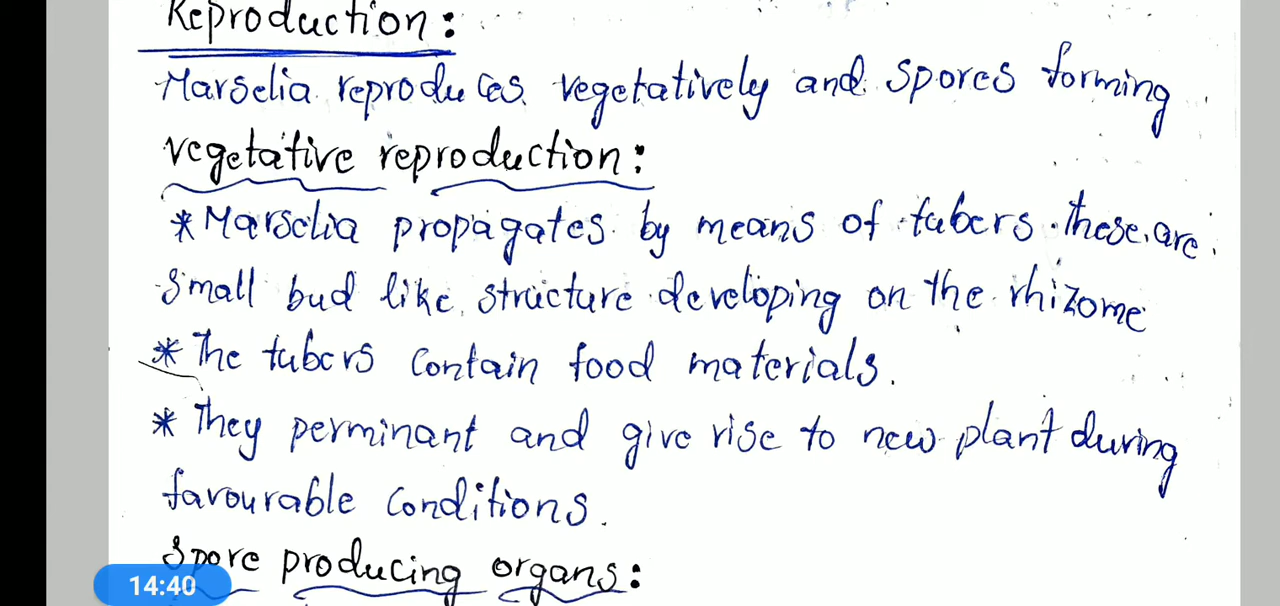 Reproduction:
Marselia reproduces vegetatively and spores forming
vegetative reproduction:
* Marselia propagates by means of tubers. these are
small bud like structure developing on the rhizome
* The tubers contain food materials.
* They perminant and give rise to new plant during
favourable conditions.
Spore producing organs:
14:40